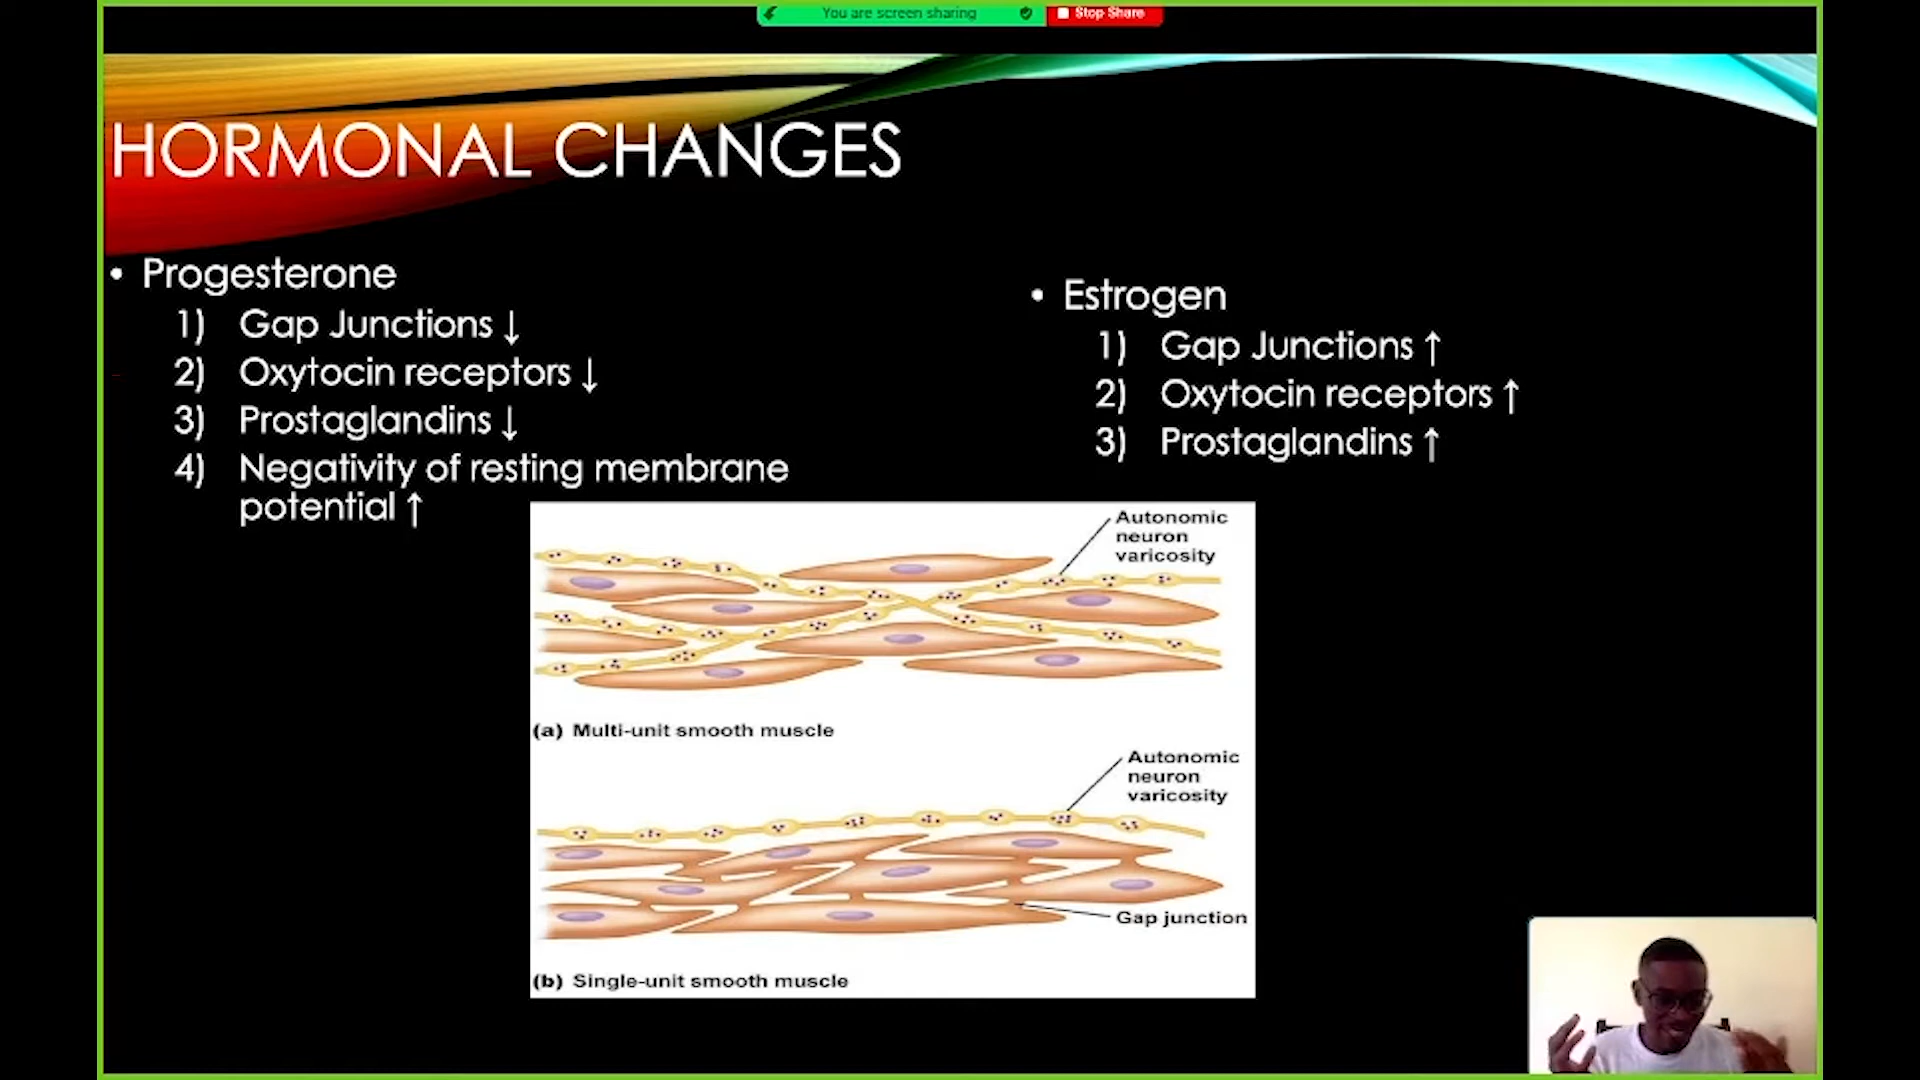 You are screen sharing
Stop Share
HORMONAL CHANGES
• Progesterone
1) Gap Junctions ↓
2) Oxytocin receptors ↓
3) Prostaglandins ↓
4) Negativity of resting membrane
potential ↑
• Estrogen
1) Gap Junctions ↑
2) Oxytocin receptors ↑
3) Prostaglandins ↑
Autonomic
neuron
varicosity
(a) Multi-unit smooth muscle
Autonomic
neuron
varicosity
Gap junction
(b) Single-unit smooth muscle